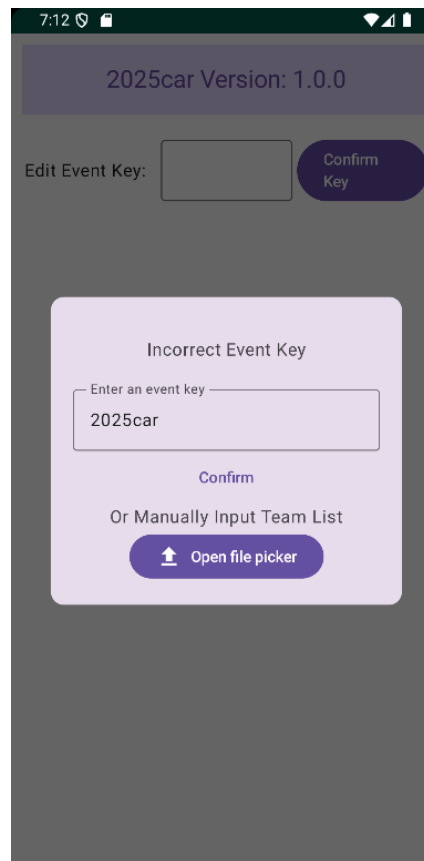 7:12
2025car Version: 1.0.0
Edit Event Key:
Confirm
Key
Incorrect Event Key
Enter an event key
2025car
Confirm
Or Manually Input Team List
Open file picker